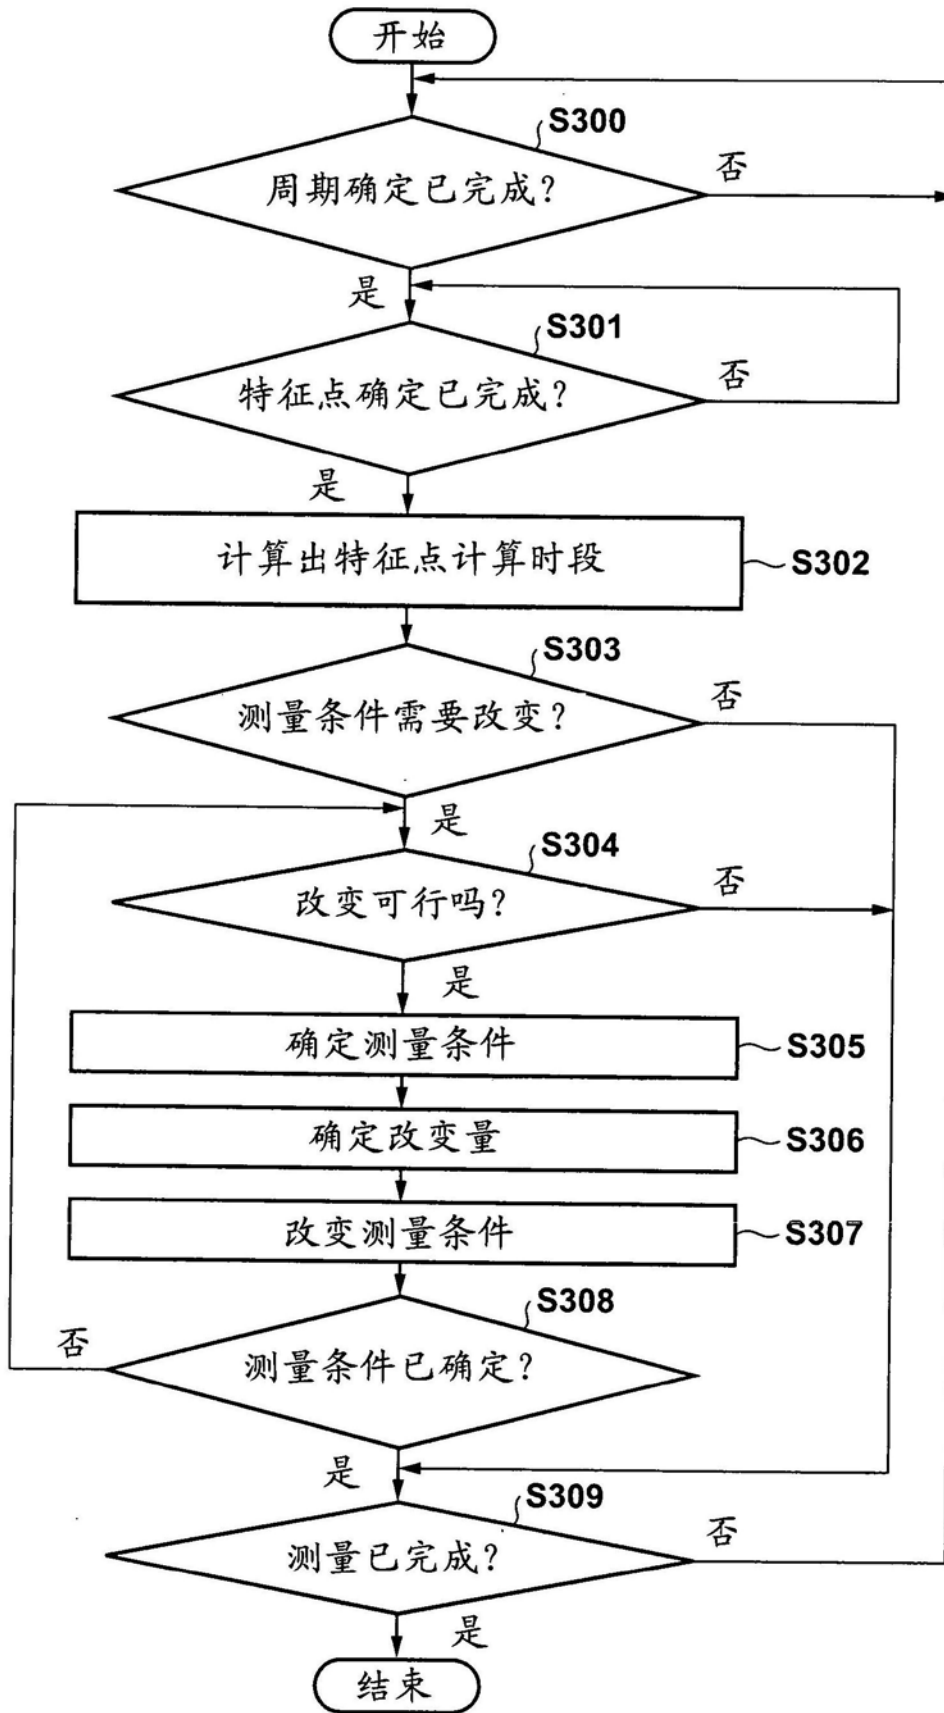 开始
S300
周期确定已完成？
否
是
S301
特征点确定已完成？
否
是
计算出特征点计算时段
S302
S303
测量条件需要改变？
否
是
S304
改变可行吗？
否
是
确定测量条件
S305
确定改变量
S306
改变测量条件
S307
S308
测量条件已确定？
否
是
S309
测量已完成？
否
是
结束